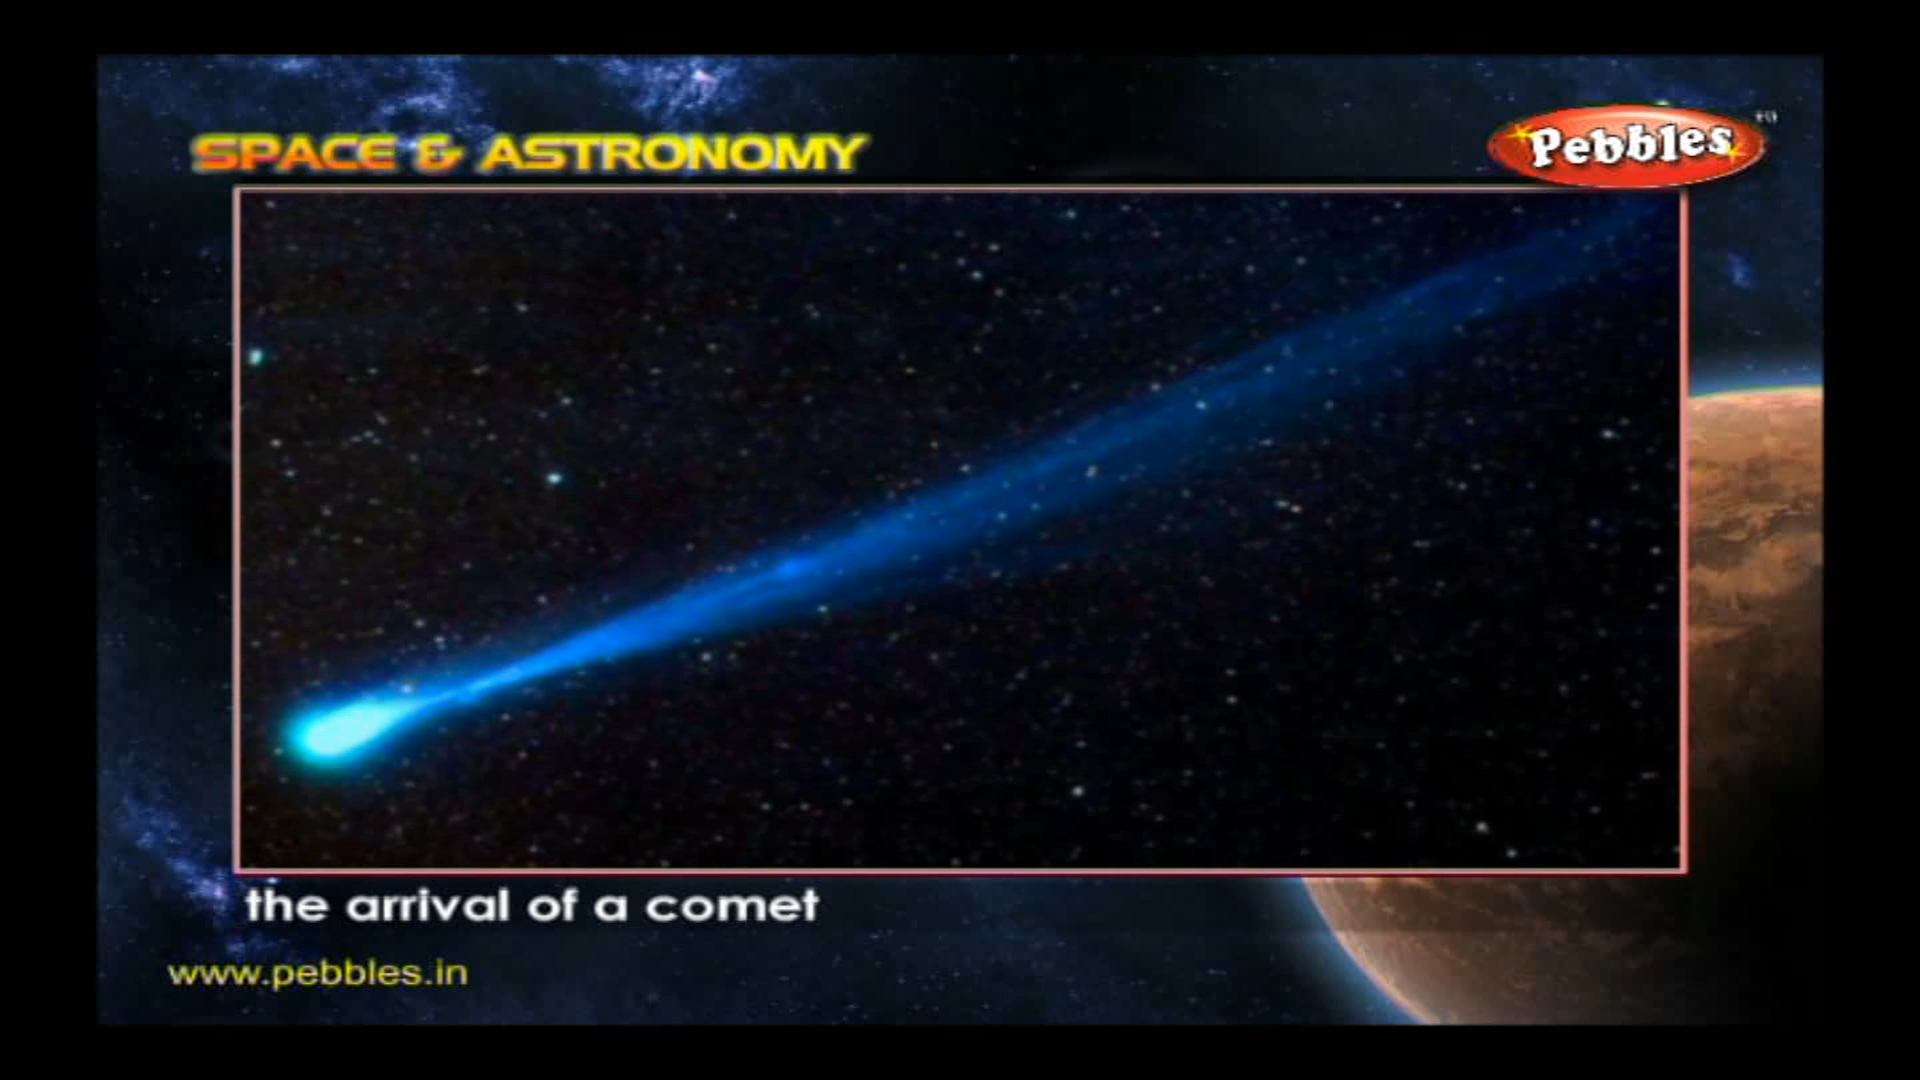 SPACE & ASTRONOMY
Pebbles
the arrival of a comet
www.pebbles.in